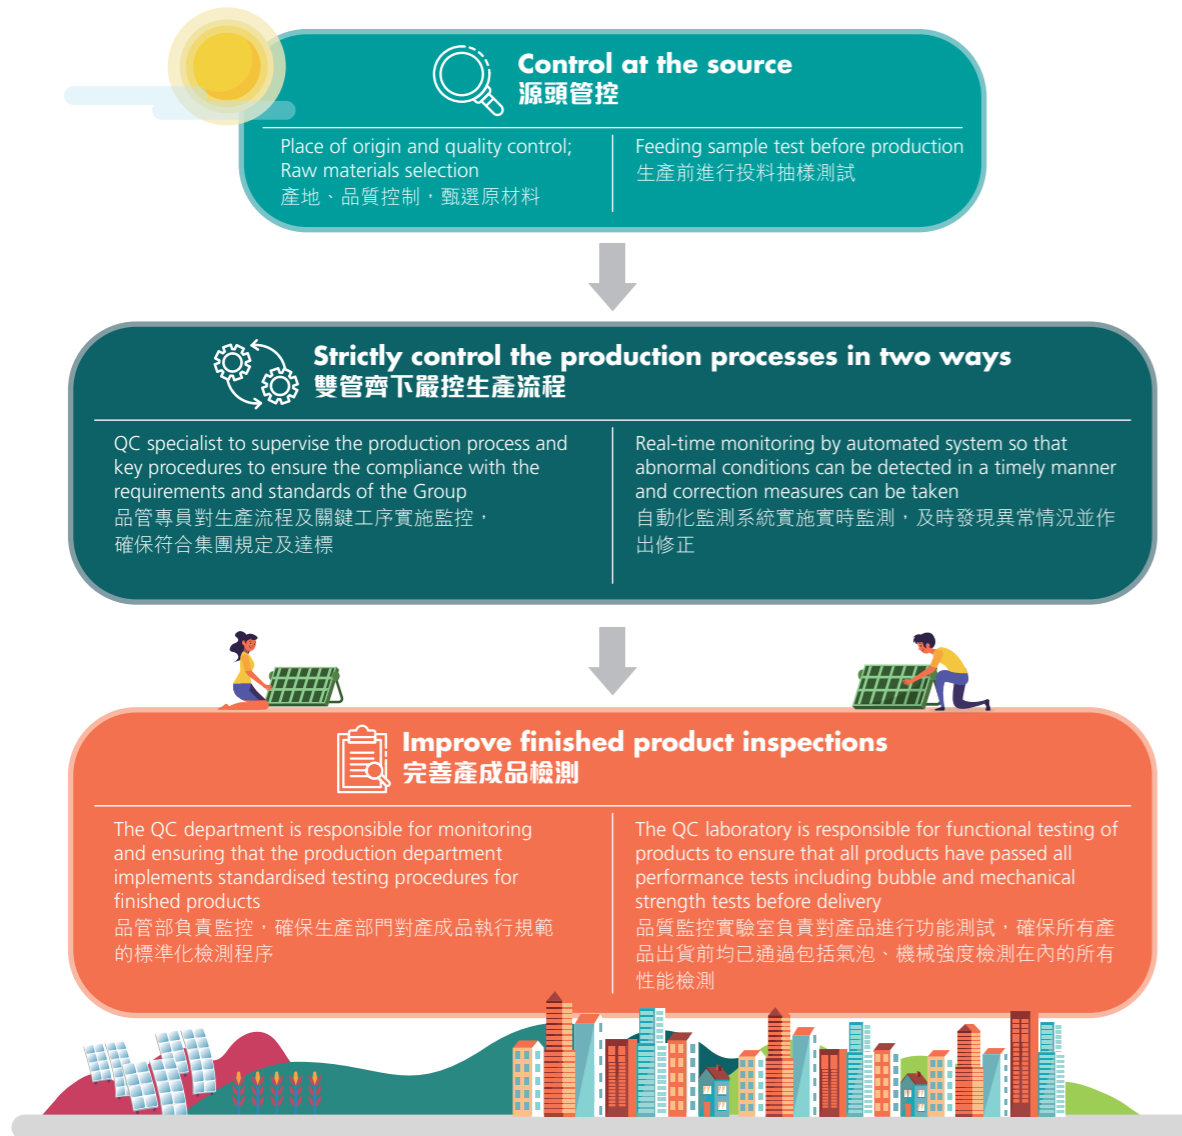 Control at the source
源頭管控
Place of origin and quality control;
Raw materials selection
產地、品質控制，甄選原材料
Feeding sample test before production
生產前進行投料抽樣測試
Strictly control the production processes in two ways
雙管齊下嚴控生產流程
QC specialist to supervise the production process and
key procedures to ensure the compliance with the
requirements and standards of the Group
品管專員對生產流程及關鍵工序實施監控，
確保符合集團規定及達標
Real-time monitoring by automated system so that
abnormal conditions can be detected in a timely manner
and correction measures can be taken
自動化監測系統實施實時監測，及時發現異常情況並作
出修正
Improve finished product inspections
完善產成品檢測
The QC department is responsible for monitoring
and ensuring that the production department
implements standardised testing procedures for
finished products
品管部負責監控，確保生產部門對產成品執行規範
的標準化檢測程序
The QC laboratory is responsible for functional testing of
products to ensure that all products have passed all
performance tests including bubble and mechanical
strength tests before delivery
品質監控實驗室負責對產品進行功能測試，確保所有產
品出貨前均已通過包括氣泡、機械強度檢測在內的所有
性能檢測